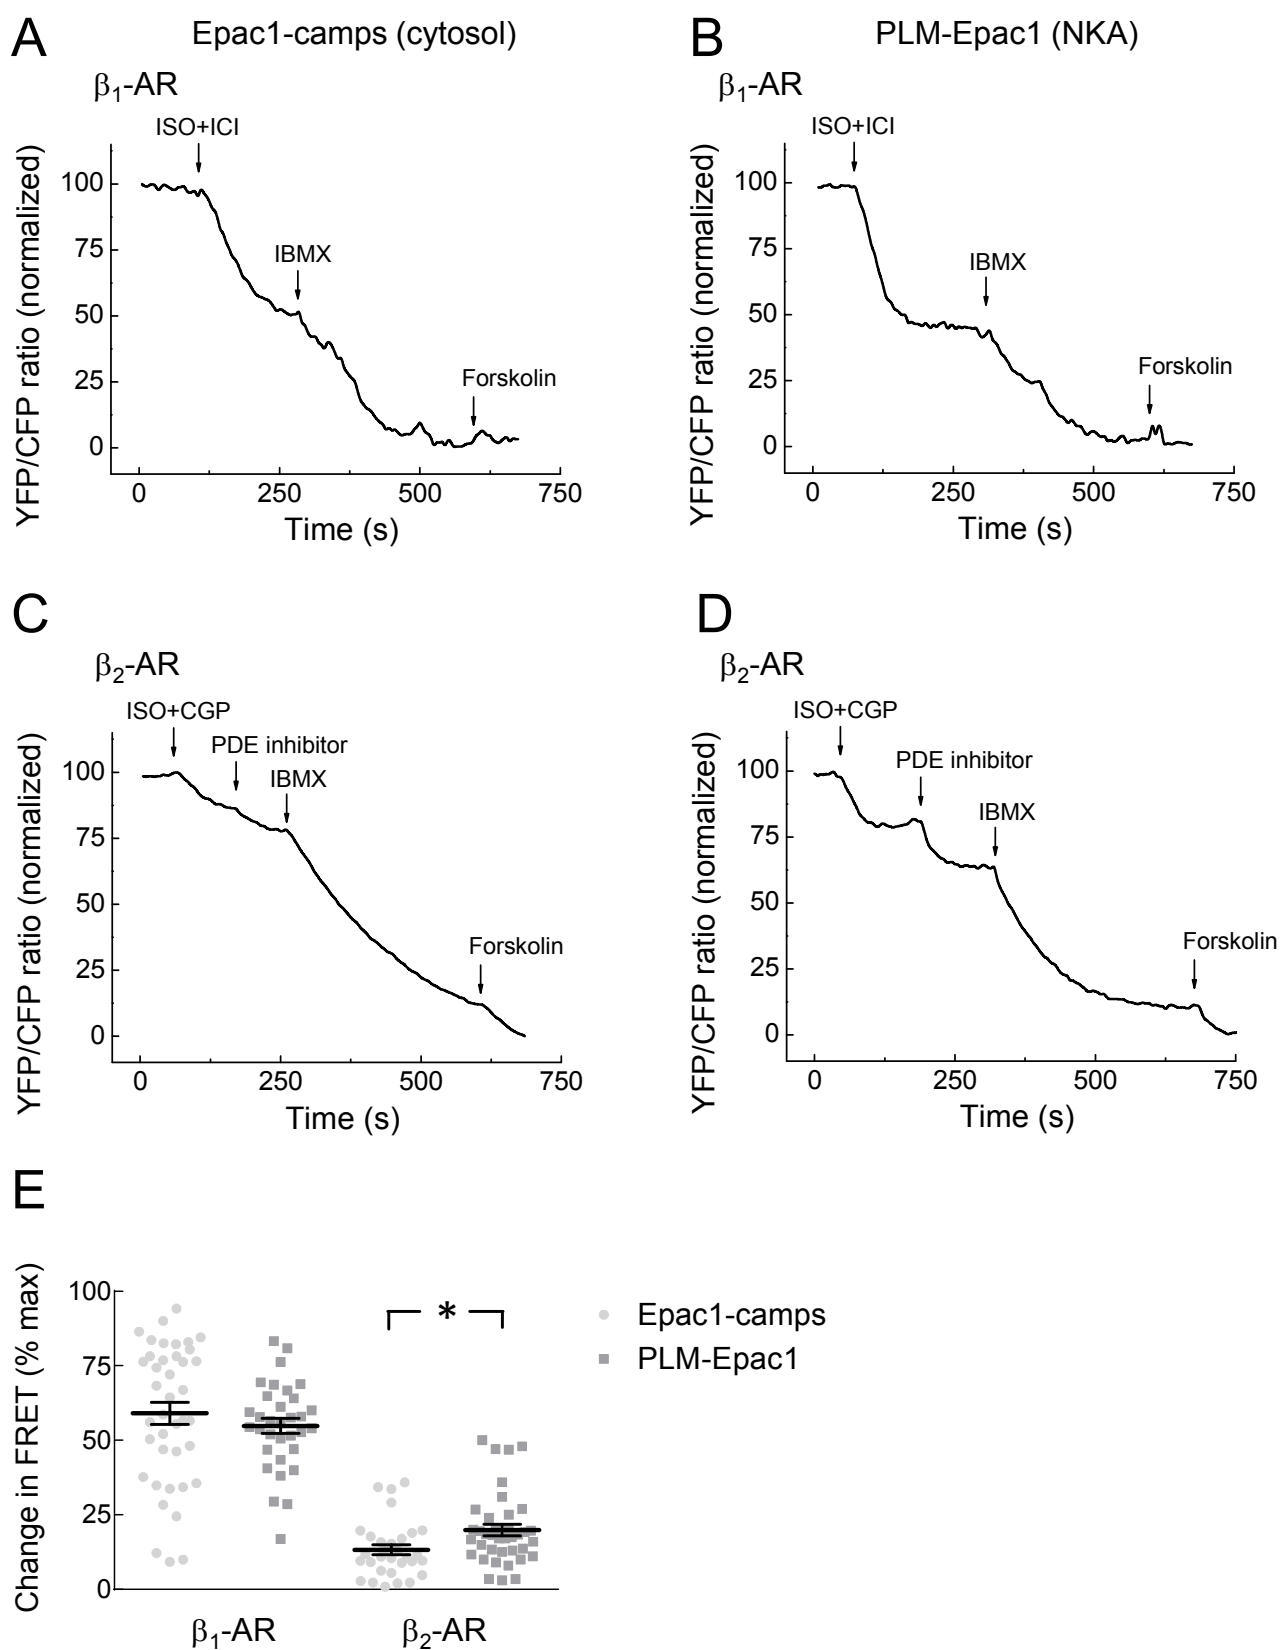 A
Epac1-camps (cytosol)
β1-AR
ISO+ICI
IBMX
Forskolin
YFP/CFP ratio (normalized)
100
75
50
25
0
0 250 500 750
Time (s)
B
PLM-Epac1 (NKA)
β1-AR
ISO+ICI
IBMX
Forskolin
YFP/CFP ratio (normalized)
100
75
50
25
0
0 250 500 750
Time (s)
C
β2-AR
ISO+CGP
PDE inhibitor
IBMX
Forskolin
YFP/CFP ratio (normalized)
100
75
50
25
0
0 250 500 750
Time (s)
D
β2-AR
ISO+CGP
PDE inhibitor
IBMX
Forskolin
YFP/CFP ratio (normalized)
100
75
50
25
0
0 250 500 750
Time (s)
E
Change in FRET (% max)
100
75
50
25
0
*
Epac1-camps
PLM-Epac1
β1-AR β2-AR